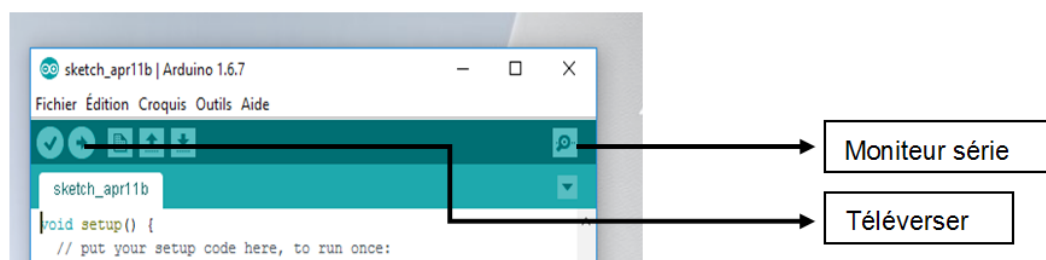 sketch_apr11b | Arduino 1.6.7
Fichier Édition Croquis Outils Aide
Moniteur série
sketch_apr11b
Téléverser
void setup() {
// put your setup code here, to run once: